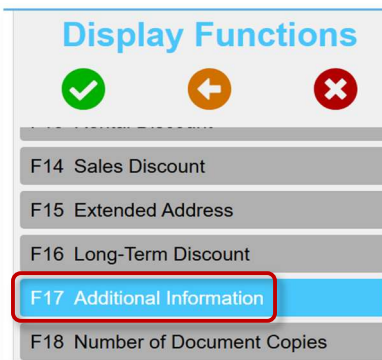 Display Functions
F14 Sales Discount
F15 Extended Address
F16 Long-Term Discount
F17 Additional Information
F18 Number of Document Copies